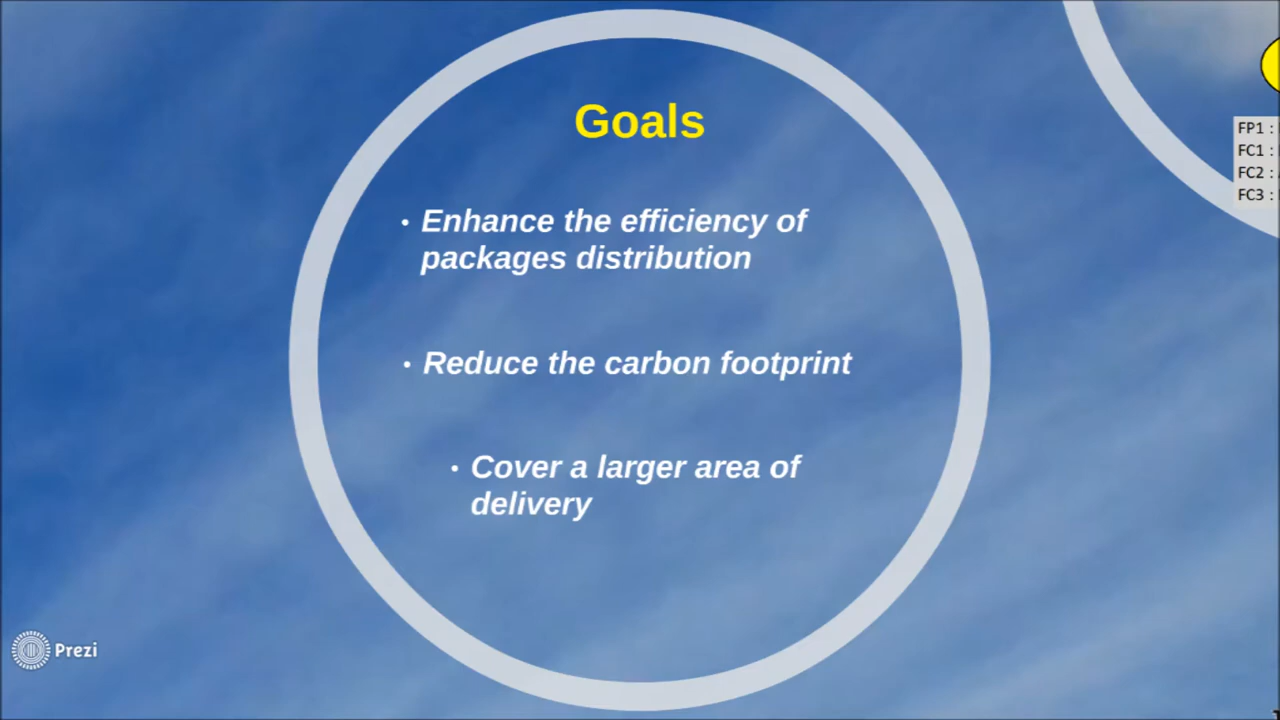 Goals
• Enhance the efficiency of
packages distribution
• Reduce the carbon footprint
• Cover a larger area of
delivery
FP1 :
FC1 :
FC2 :
FC3 :
Prezi